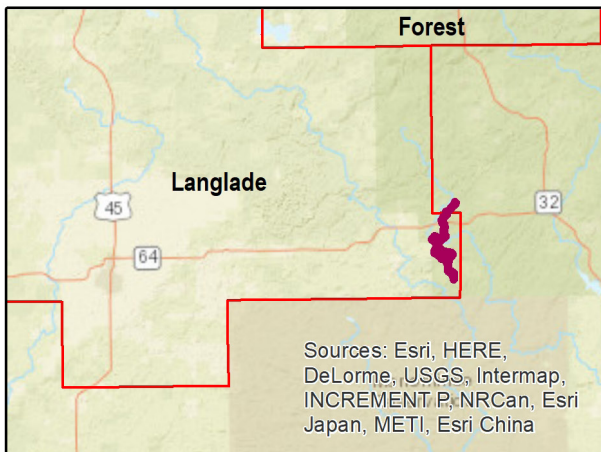 Forest
Langlade
45
32
64
Sources: Esri, HERE,
DeLorme, USGS, Intermap,
INCREMENT P, NRCan, Esri
Japan, METI, Esri China